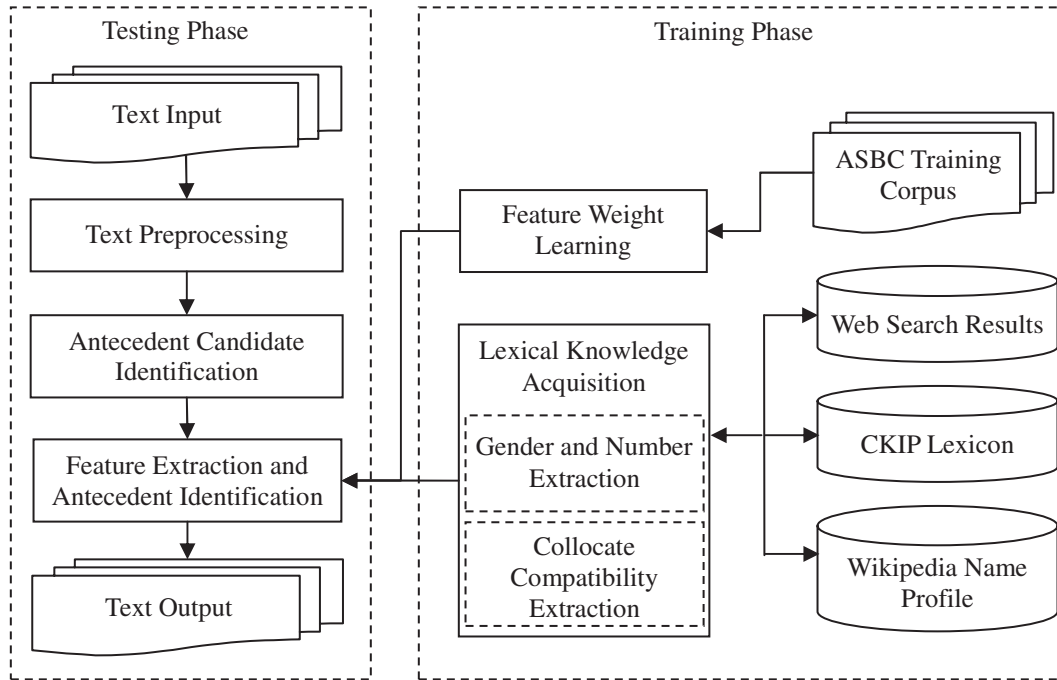 Testing Phase
Text Input
Text Preprocessing
Antecedent Candidate
Identification
Feature Extraction and
Antecedent Identification
Text Output
Training Phase
ASBC Training
Corpus
Feature Weight
Learning
Lexical Knowledge
Acquisition
Gender and Number
Extraction
Collocate
Compatibility
Extraction
Web Search Results
CKIP Lexicon
Wikipedia Name
Profile